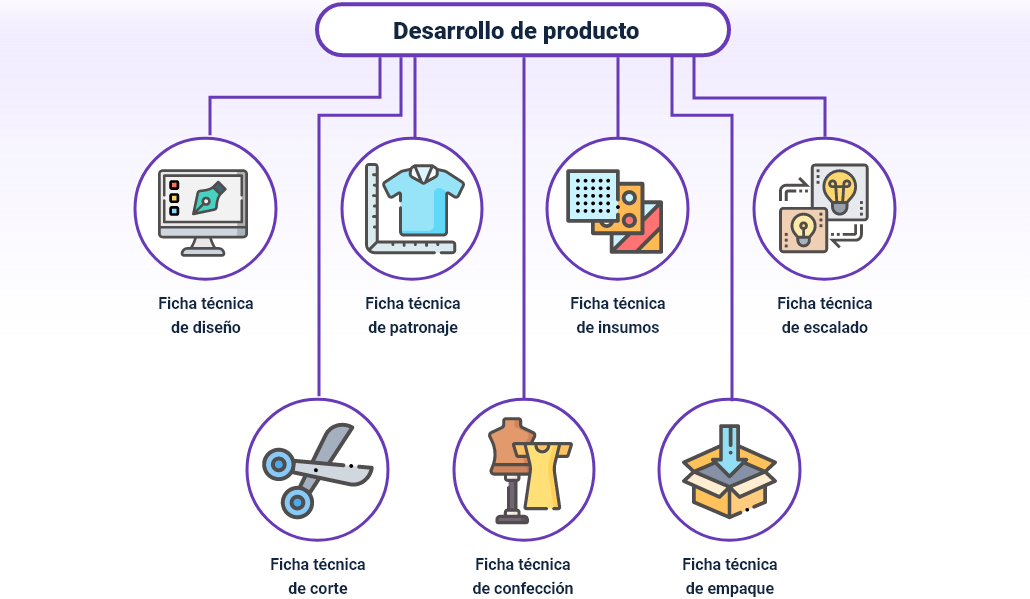 Desarrollo de producto
Ficha técnica
de diseño
Ficha técnica
de patronaje
Ficha técnica
de insumos
Ficha técnica
de escalado
Ficha técnica
de corte
Ficha técnica
de confección
Ficha técnica
de empaque